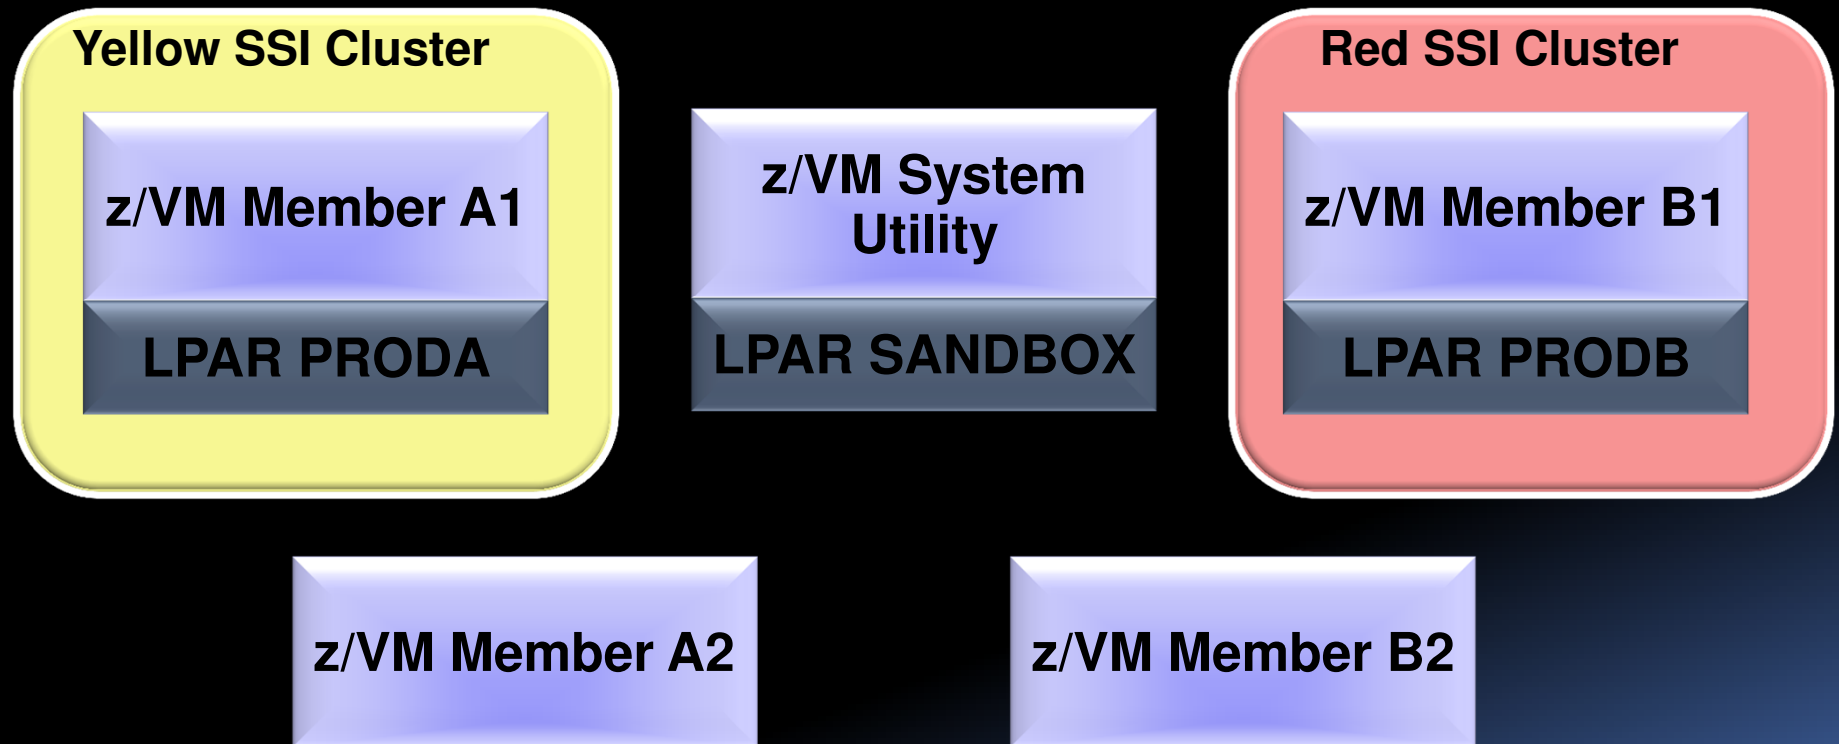 Yellow SSI Cluster
Red SSI Cluster
z/VM Member A1
z/VM System
Utility
z/VM Member B1
LPAR PRODA
LPAR SANDBOX
LPAR PRODB
z/VM Member A2
z/VM Member B2